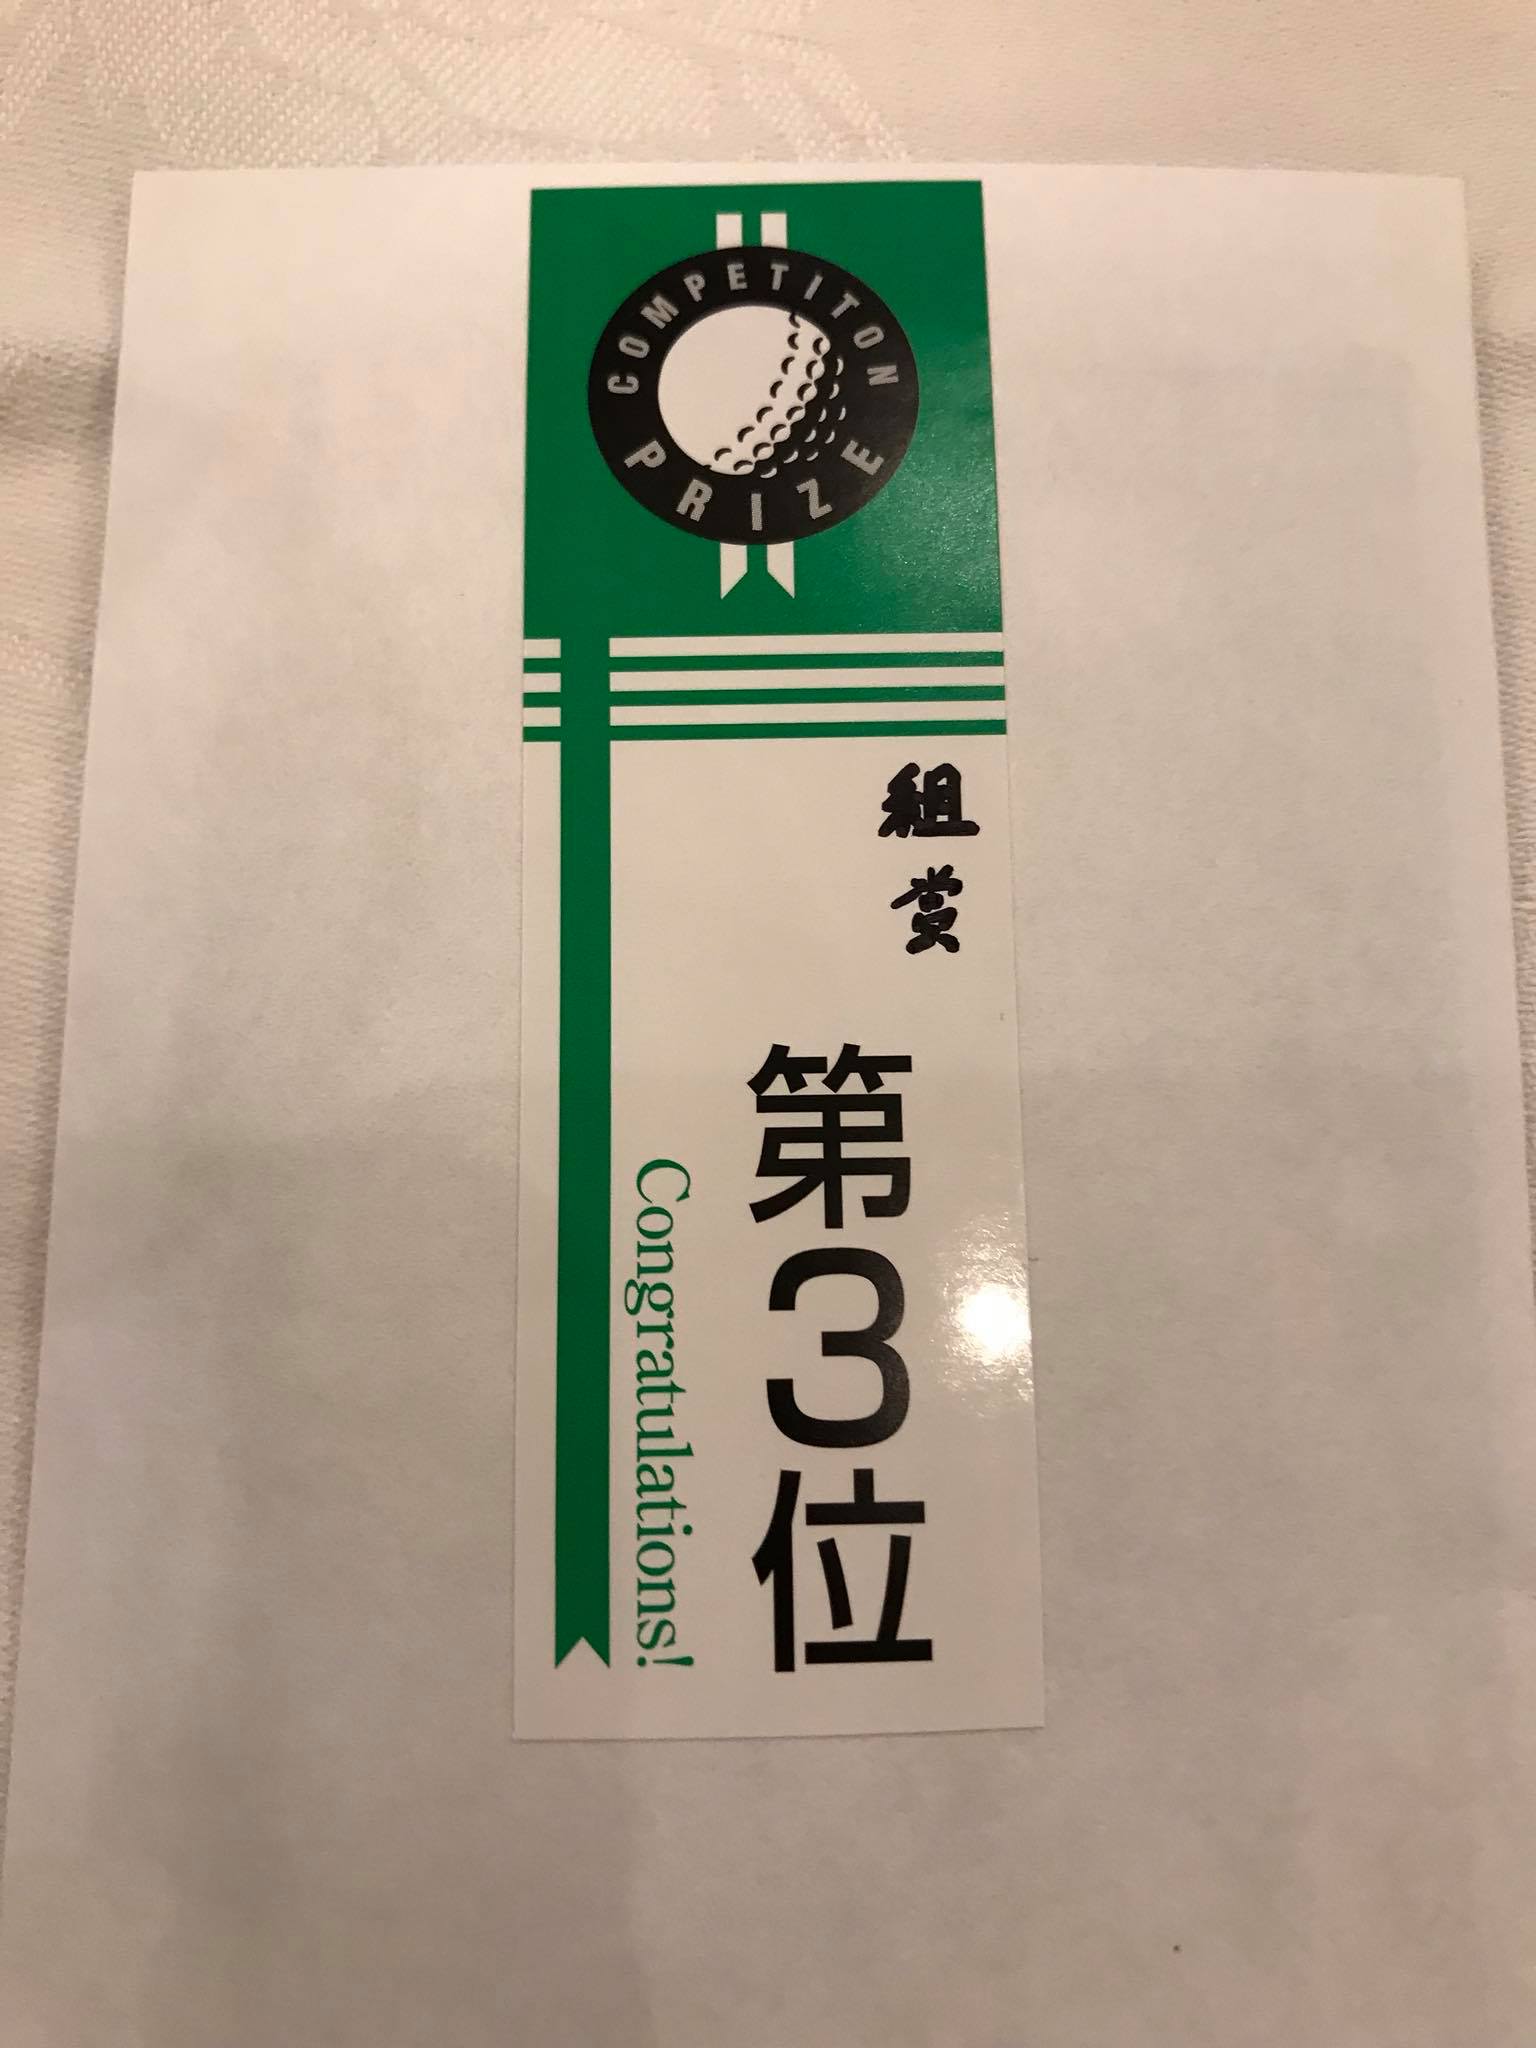 COMPETITON
PRIZE
組賞
第3位
Congratulations!